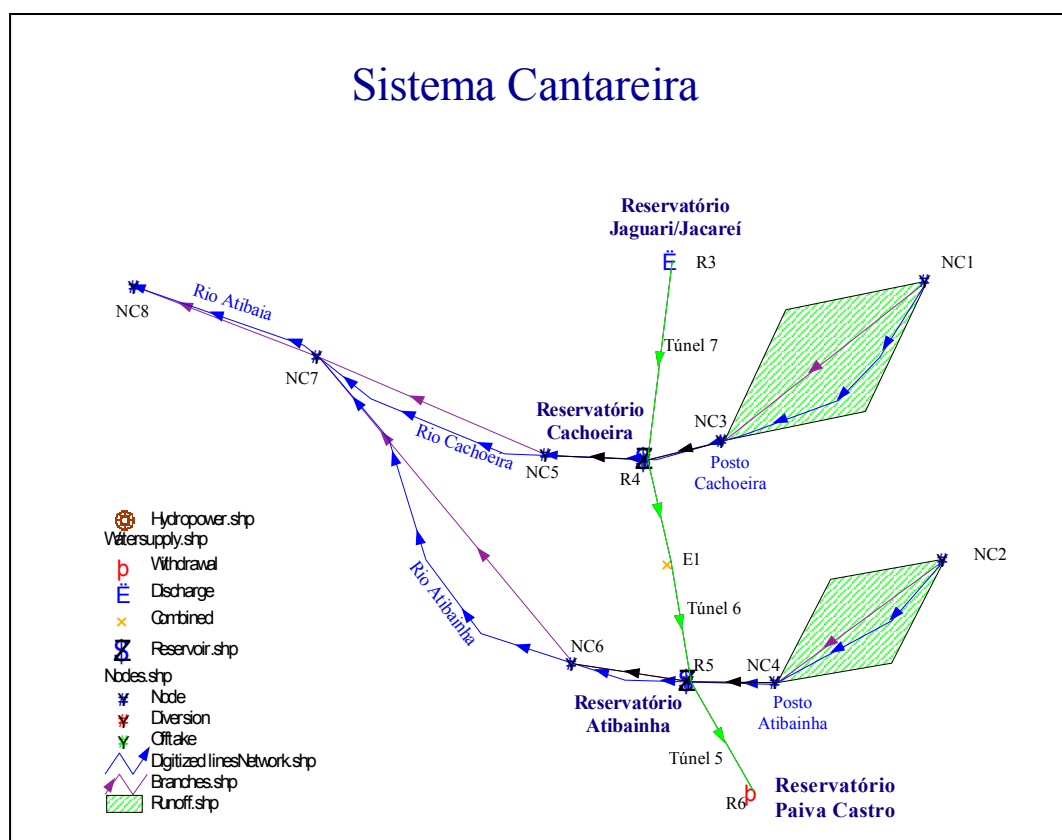 Sistema Cantareira
Reservatório
Jaguari/Jacareí
Ë
R3
NC1
Rio Atibaia
NC8
Túnel 7
NC7
Reservatório
Cachoeira
NC3
Rio Cachoeira
Posto
Cachoeira
NC5
R4
Hydropower.shp
Watersupply.shp
þ Withdrawal
Ë Discharge
Combined
Reservoir.shp
Nodes.shp
Node
Diversion
Offtake
Digitized linesNetwork.shp
Branches.shp
Runoff.shp
E1
NC2
Rio Atibainha
Túnel 6
NC6
R5
NC4
Reservatório
Atibainha
Posto
Atibainha
Túnel 5
R6
þ
Reservatório
Paiva Castro